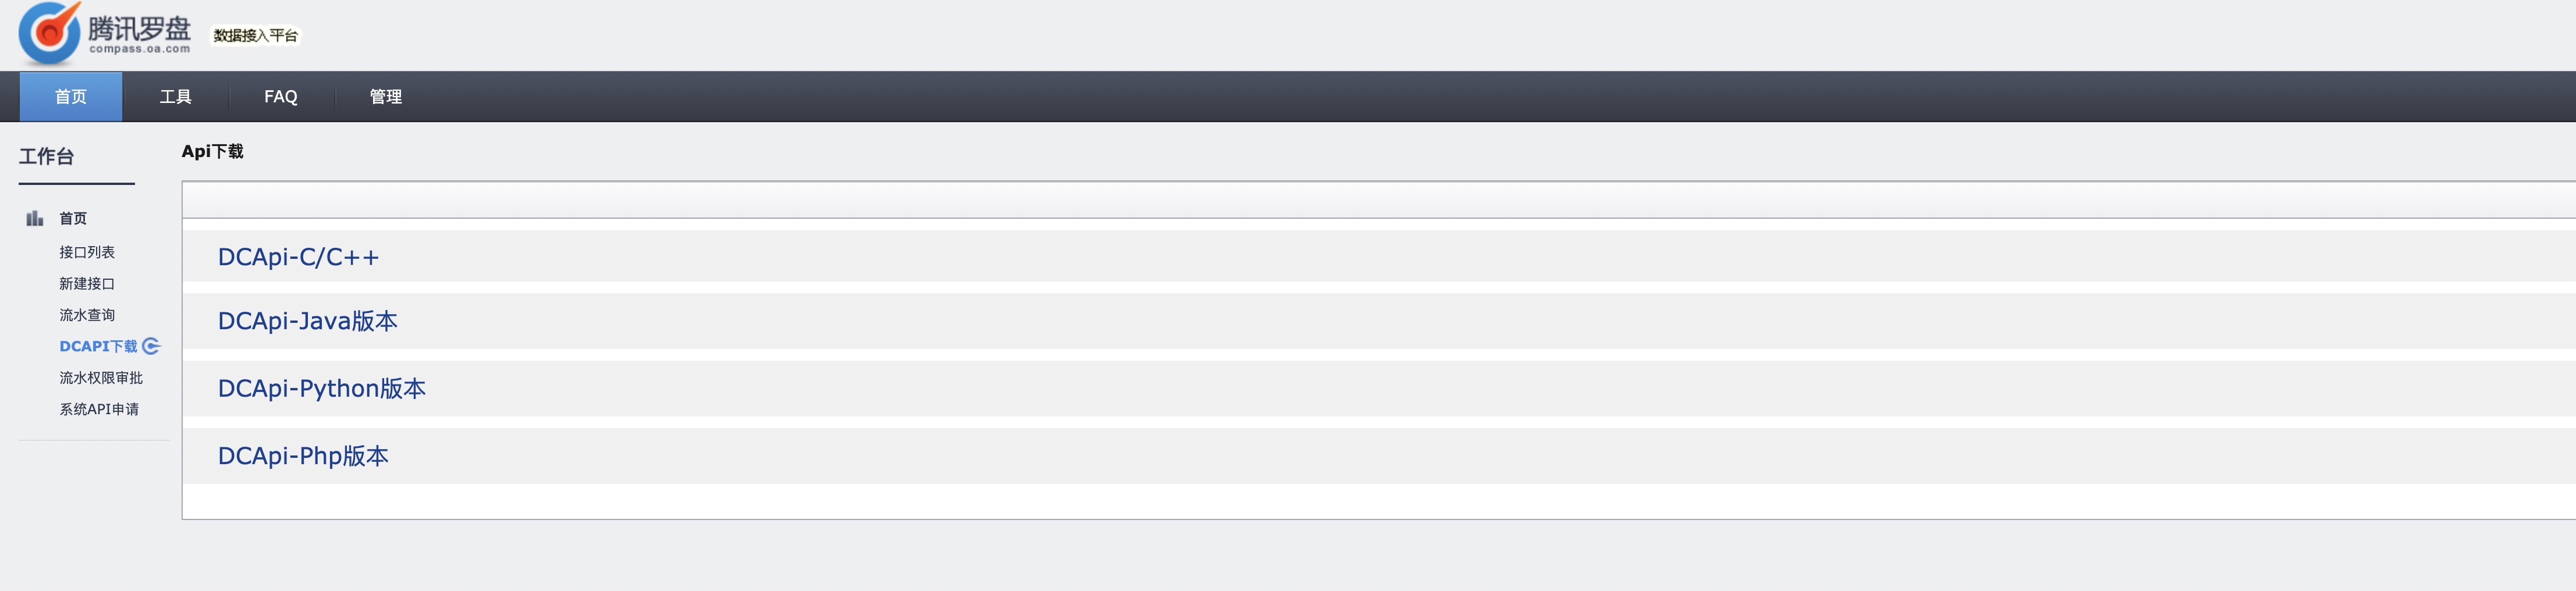 腾讯罗盘
compass.oa.com
数据接入平台
首页
工具
FAQ
管理
工作台
首页
接口列表
新建接口
流水查询
DCAPI下载
流水权限审批
系统API申请
Api下载
DCApi-C/C++
DCApi-Java版本
DCApi-Python版本
DCApi-Php版本